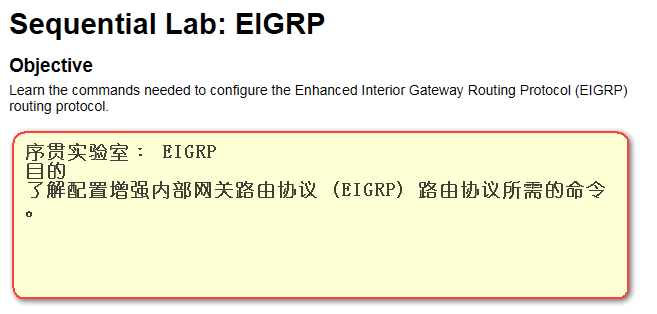 Sequential Lab: EIGRP
Objective
Learn the commands needed to configure the Enhanced Interior Gateway Routing Protocol (EIGRP)
routing protocol.
序贯实验室： EIGRP
目的
了解配置增强内部网关路由协议 (EIGRP) 路由协议所需的命令
。